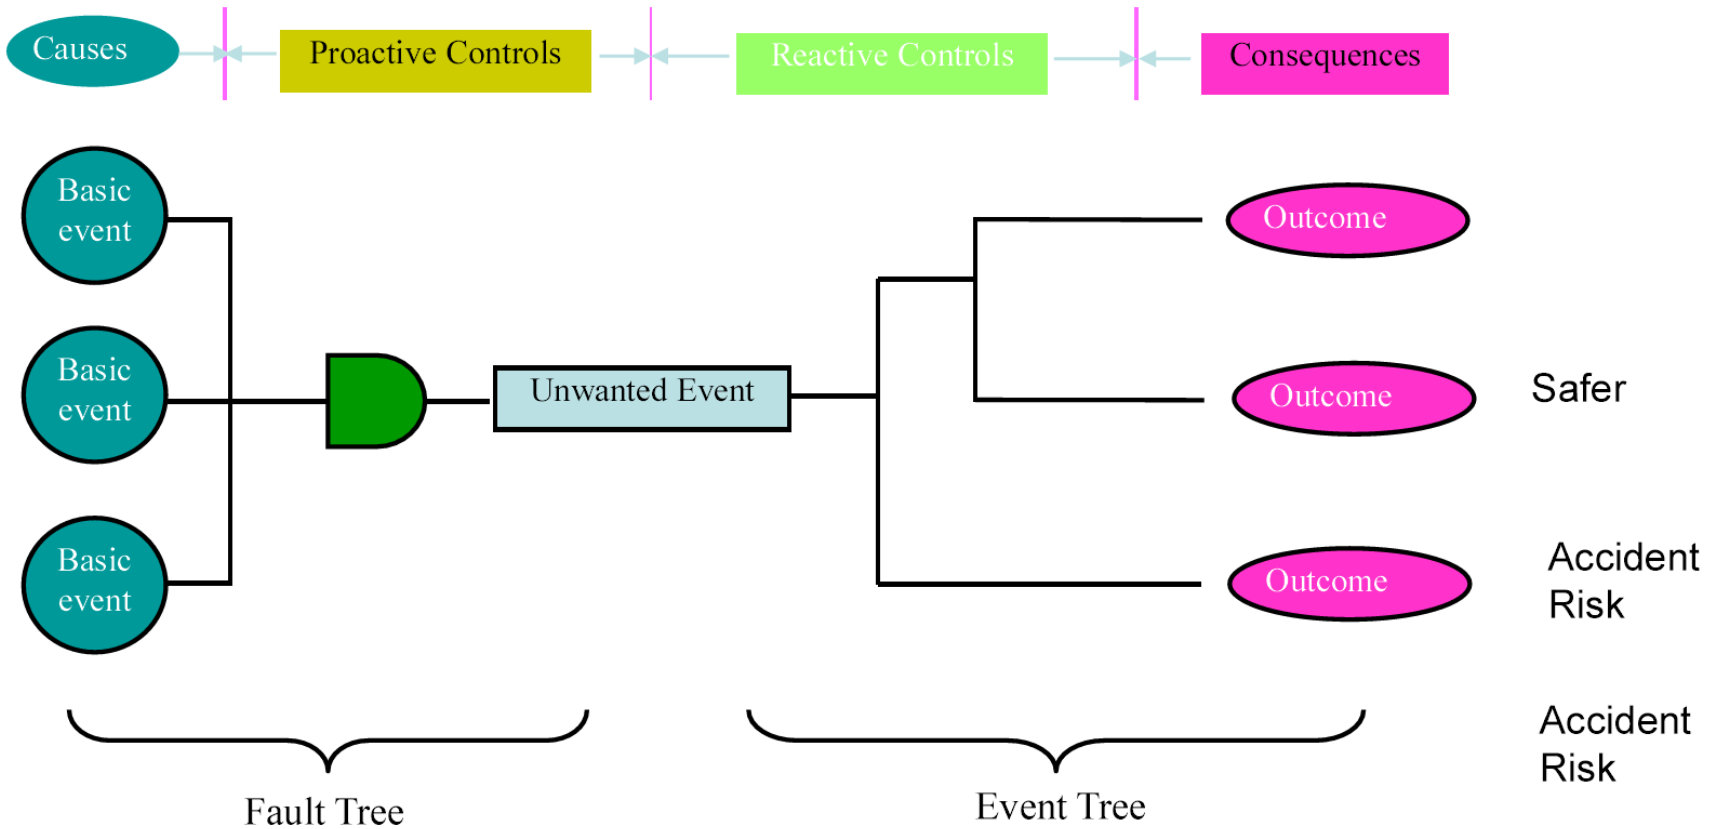 Causes
Proactive Controls
Reactive Controls
Consequences
Basic
event
Outcome
Basic
event
Unwanted Event
Outcome
Safer
Basic
event
Outcome
Accident
Risk
Accident
Risk
Fault Tree
Event Tree